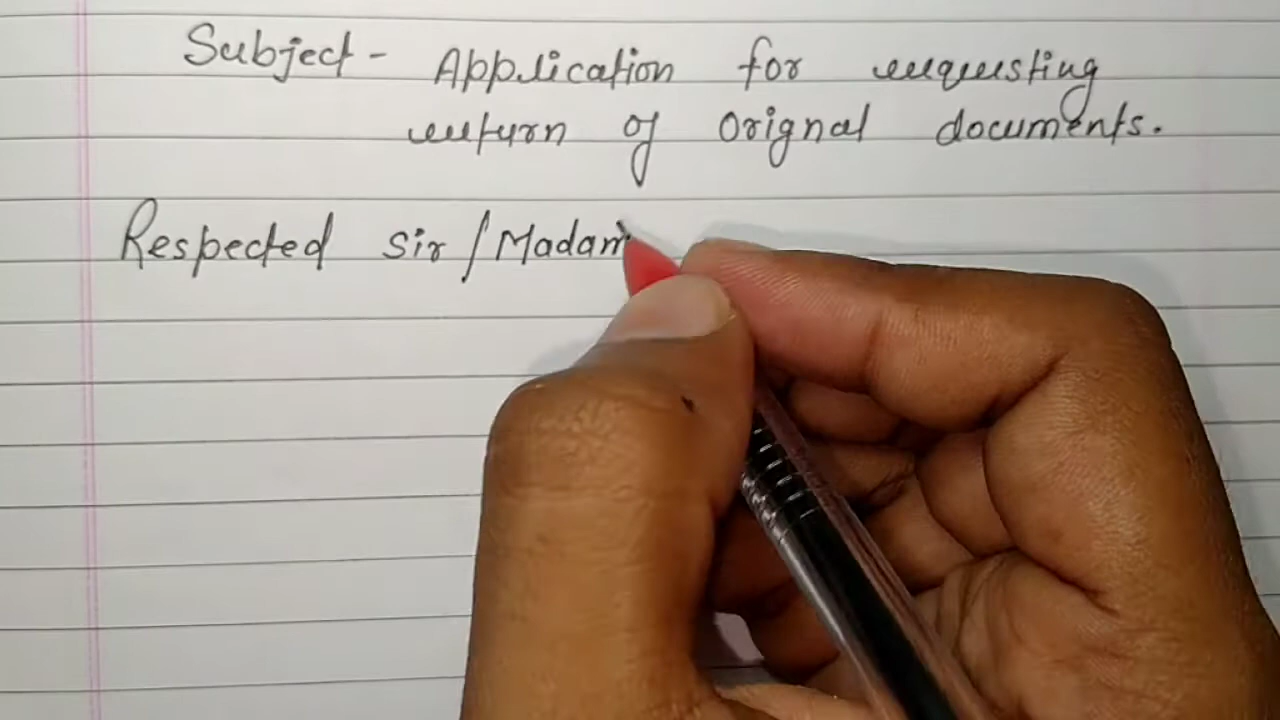 Subject - Application for requesting
return of Orignal documents.
Respected Sir / Madam